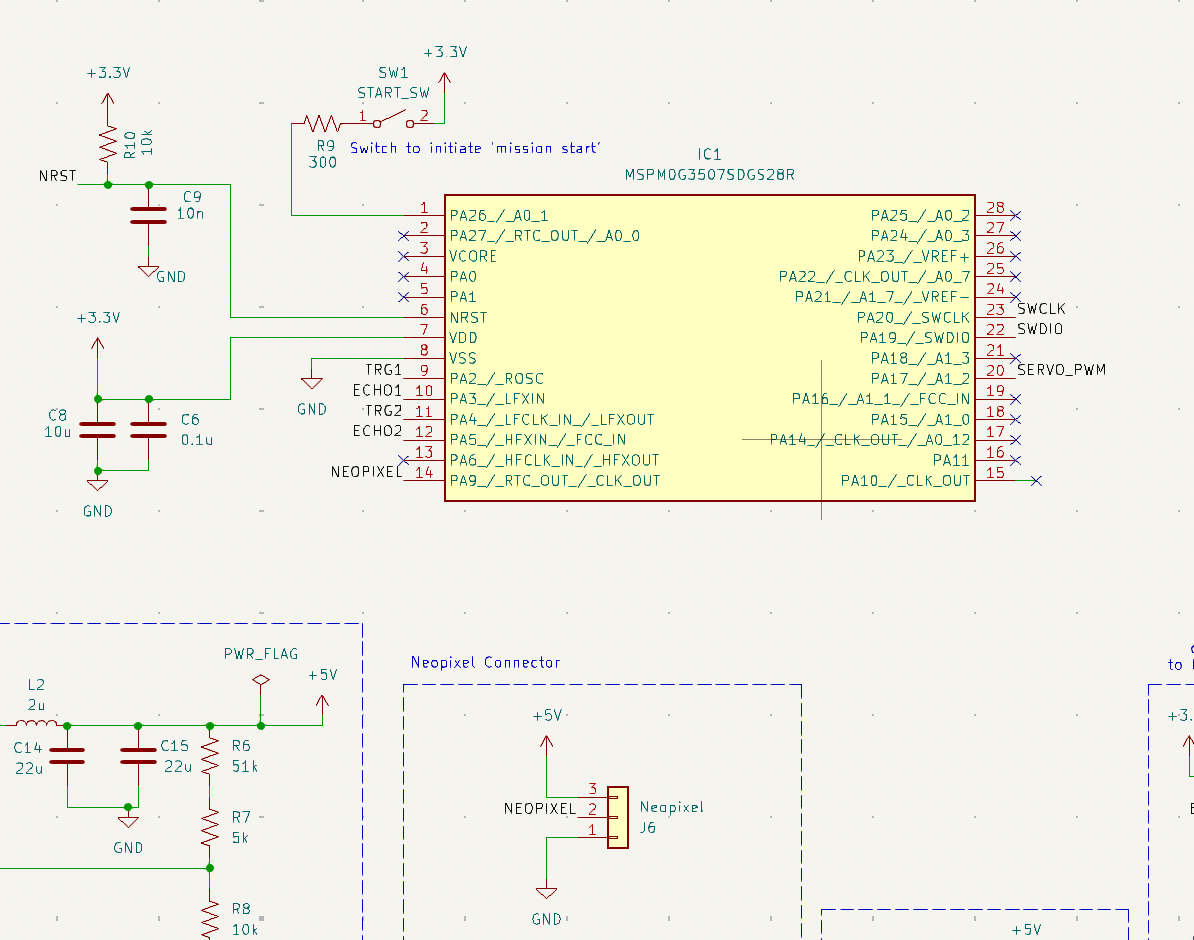 +3.3V
+3.3V
SW1
START_SW
1
2
R10
10k
R9
300
Switch to initiate 'mission start'
NRST
C9
10n
GND
IC1
MSPM0G3507SDGS28R
1 PA26_/_A0_1
2 PA27_/_RTC_OUT_/_A0_0
3 VCORE
4 PA0
5 PA1
6 NRST
7 VDD
8 VSS
TRG1 9 PA2_/_ROSC
ECHO1 10 PA3_/_LFXIN
TRG2 11 PA4_/_LFCLK_IN_/_LFXOUT
ECHO2 12 PA5_/_HFXIN_/_FCC_IN
13 PA6_/_HFCLK_IN_/_HFXOUT
NEOPIXEL 14 PA9_/_RTC_OUT_/_CLK_OUT
PA25_/_A0_2 28
PA24_/_A0_3 27
PA23_/_VREF+ 26
PA22_/_CLK_OUT_/_A0_7 25
PA21_/_A1_7_/_VREF- 24
PA20_/_SWCLK 23 SWCLK
PA19_/_SWDIO 22 SWDIO
PA18_/_A1_3 21
PA17_/_A1_2 20 SERVO_PWM
PA16_/_A1_1_/_FCC_IN 19
PA15_/_A1_0 18
PA14_/_CLK_OUT_/_A0_12 17
PA11 16
PA10_/_CLK_OUT 15
+3.3V
GND
C8
10u
C6
0.1u
GND
PWR_FLAG
+5V
L2
2u
C14
22u
C15
22u
R6
51k
R7
5k
GND
R8
10k
Neopixel Connector
+5V
3
NEOPIXEL 2
1
Neapixel
J6
GND
to
+3.
+5V